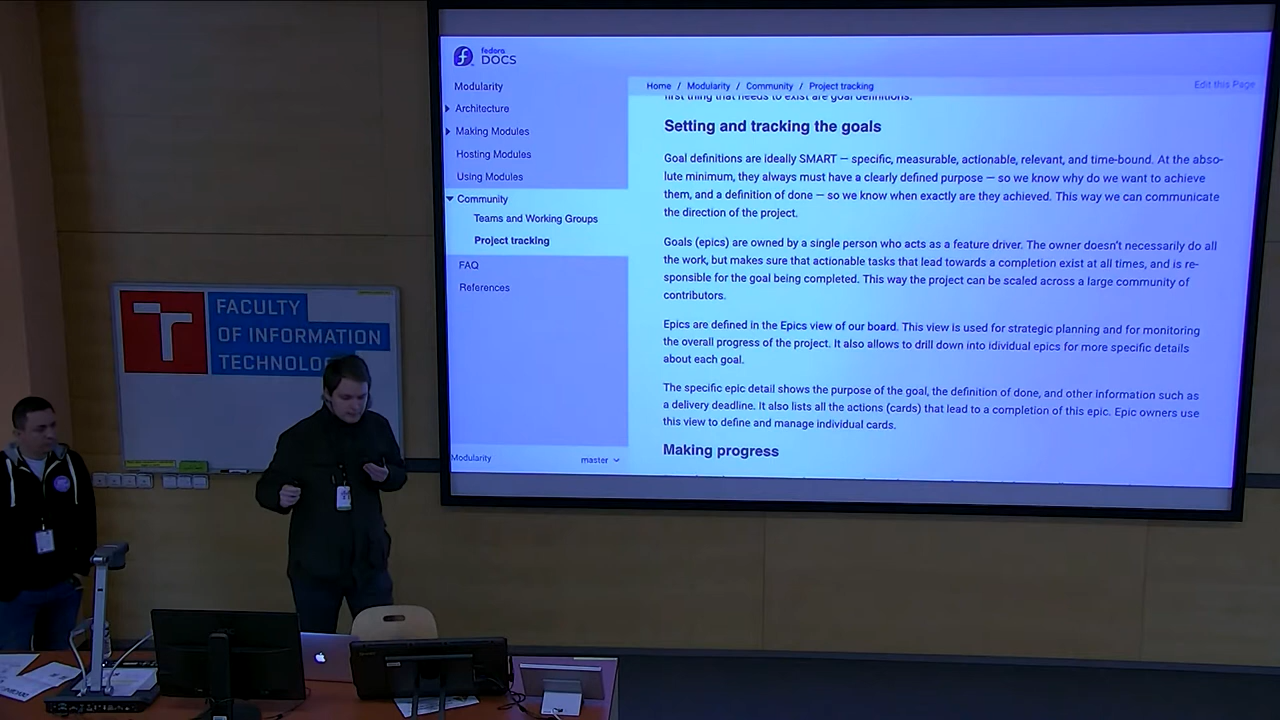 fedora
DOCS
Modularity
Architecture
Making Modules
Hosting Modules
Using Modules
Community
Teams and Working Groups
Project tracking
FAQ
References
Modularity
master
Home / Modularity / Community / Project tracking
Edit this Page
first thing that needs to exist are goal definitions.
Setting and tracking the goals
Goal definitions are ideally SMART — specific, measurable, actionable, relevant, and time-bound. At the abso-
lute minimum, they always must have a clearly defined purpose — so we know why do we want to achieve
them, and a definition of done — so we know when exactly are they achieved. This way we can communicate
the direction of the project.
Goals (epics) are owned by a single person who acts as a feature driver. The owner doesn't necessarily do all
the work, but makes sure that actionable tasks that lead towards a completion exist at all times, and is re-
sponsible for the goal being completed. This way the project can be scaled across a large community of
contributors.
Epics are defined in the Epics view of our board. This view is used for strategic planning and for monitoring
the overall progress of the project. It also allows to drill down into idividual epics for more specific details
about each goal.
The specific epic detail shows the purpose of the goal, the definition of done, and other information such as
a delivery deadline. It also lists all the actions (cards) that lead to a completion of this epic. Epic owners use
this view to define and manage individual cards.
Making progress
FACULTY
OF INFORMATION
TECHNOLO